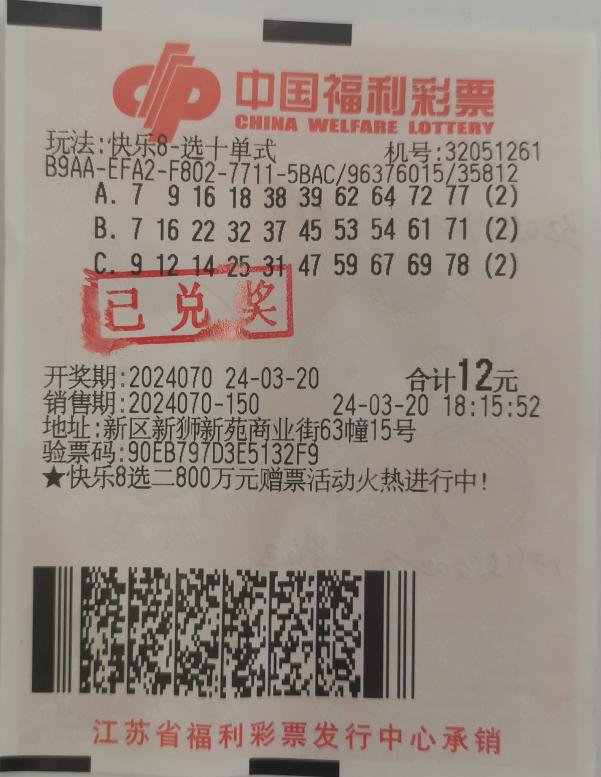 中国福利彩票
CHINA WELFARE LOTTERY
玩法:快乐8-选十单式 机号:32051261
B9AA-EFA2-F802-7711-5BAC/96376015/35812
A. 7 9 16 18 38 39 62 64 72 77 (2)
B. 7 16 22 32 37 45 53 54 61 71 (2)
C. 9 12 14 25 31 47 59 67 69 78 (2)
已兑奖
开奖期:2024070 24-03-20 合计12元
销售期:2024070-150 24-03-20 18:15:52
地址:新区新狮新苑商业街63幢15号
验票码:90EB797D3E5132F9
★快乐8选二800万元赠票活动火热进行中!
江苏省福利彩票发行中心承销